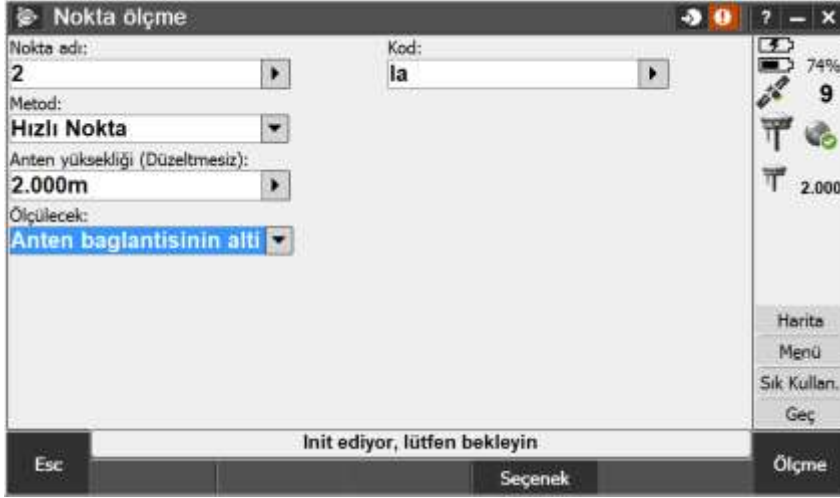 Nokta ölçme
? – ×
Nokta adı:
2
Kod:
la
Metod:
Hızlı Nokta
Anten yüksekliği (Düzeltmesiz):
2.000m
Ölçülecek:
Anten baglantisinin alti
74%
9
2.000
Harita
Menü
Sık Kullan.
Geç
Init ediyor, lütfen bekleyin
Esc
Seçenek
Ölçme